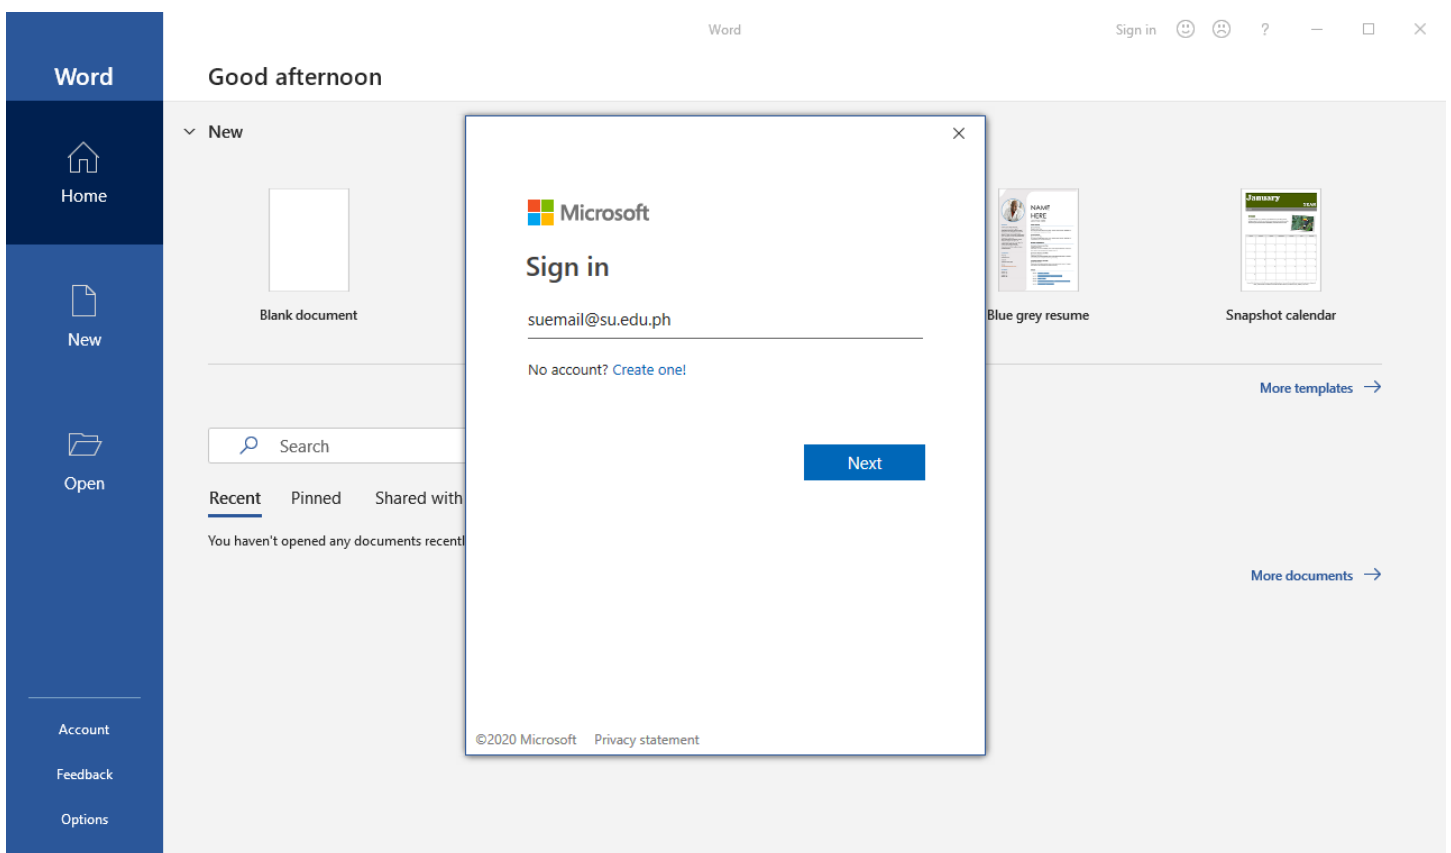 Word
Sign in
?
Word
Good afternoon
New
Home
New
Open
Account
Feedback
Options
Blank document
NAME
HERE
Blue grey resume
January
YEAR
Snapshot calendar
More templates
Search
Recent Pinned Shared with
You haven't opened any documents recentl
More documents
Microsoft
Sign in
suemail@su.edu.ph
No account? Create one!
Next
©2020 Microsoft Privacy statement